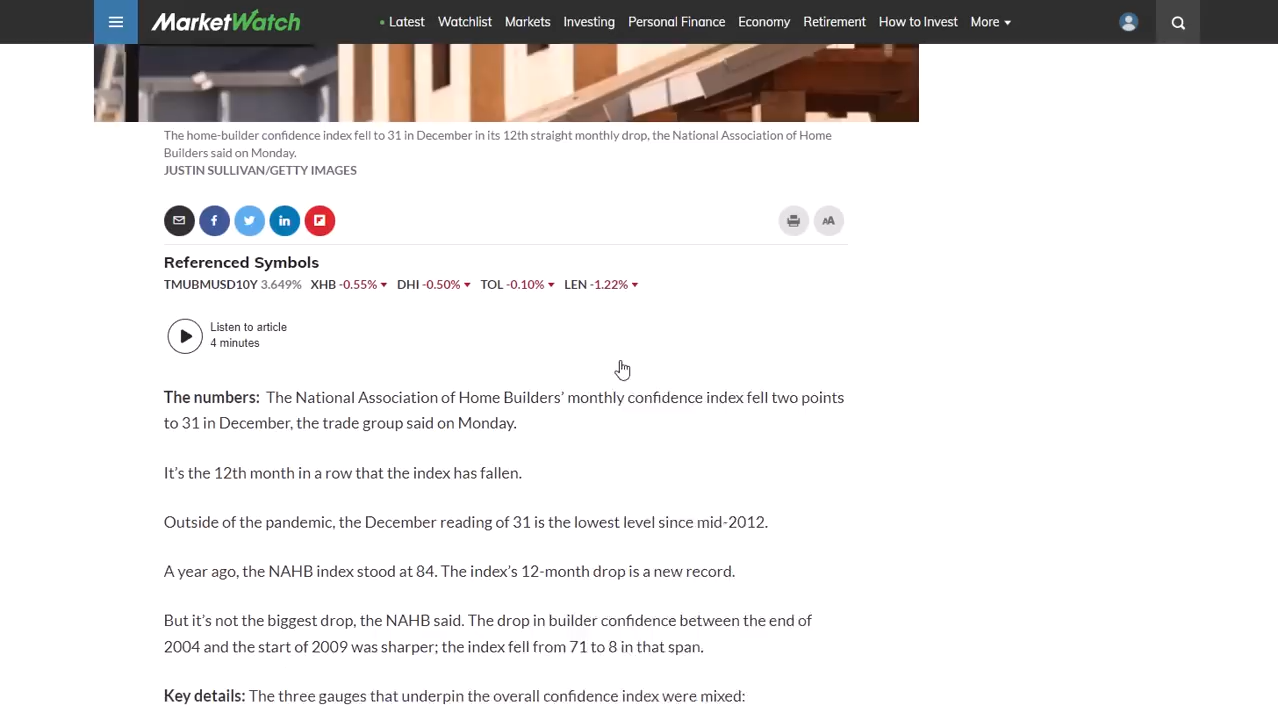 MarketWatch
• Latest Watchlist Markets Investing Personal Finance Economy Retirement How to Invest More
The home-builder confidence index fell to 31 in December in its 12th straight monthly drop, the National Association of Home
Builders said on Monday.
JUSTIN SULLIVAN/GETTY IMAGES
f
in
AA
Referenced Symbols
TMUBMUSD10Y 3.649% XHB -0.55% DHI -0.50% TOL -0.10% LEN -1.22%
Listen to article
4 minutes
The numbers: The National Association of Home Builders’ monthly confidence index fell two points
to 31 in December, the trade group said on Monday.
It’s the 12th month in a row that the index has fallen.
Outside of the pandemic, the December reading of 31 is the lowest level since mid-2012.
A year ago, the NAHB index stood at 84. The index’s 12-month drop is a new record.
But it’s not the biggest drop, the NAHB said. The drop in builder confidence between the end of
2004 and the start of 2009 was sharper; the index fell from 71 to 8 in that span.
Key details: The three gauges that underpin the overall confidence index were mixed: